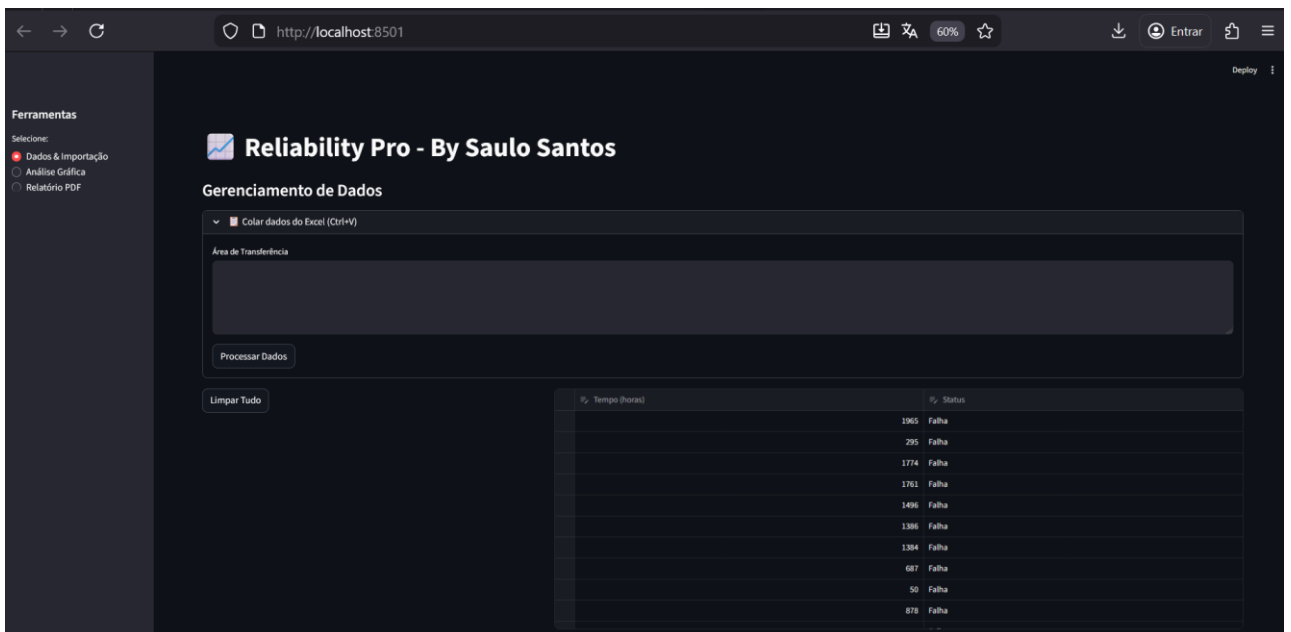 http://localhost:8501
60%
Entrar
Deploy
Ferramentas
Selecione:
Dados & Importação
Análise Gráfica
Relatório PDF
Reliability Pro - By Saulo Santos
Gerenciamento de Dados
Colar dados do Excel (Ctrl+V)
Área de Transferência
Processar Dados
Limpar Tudo
Tempo (horas) Status
1965 Falha
295 Falha
1774 Falha
1761 Falha
1496 Falha
1386 Falha
1384 Falha
687 Falha
50 Falha
878 Falha